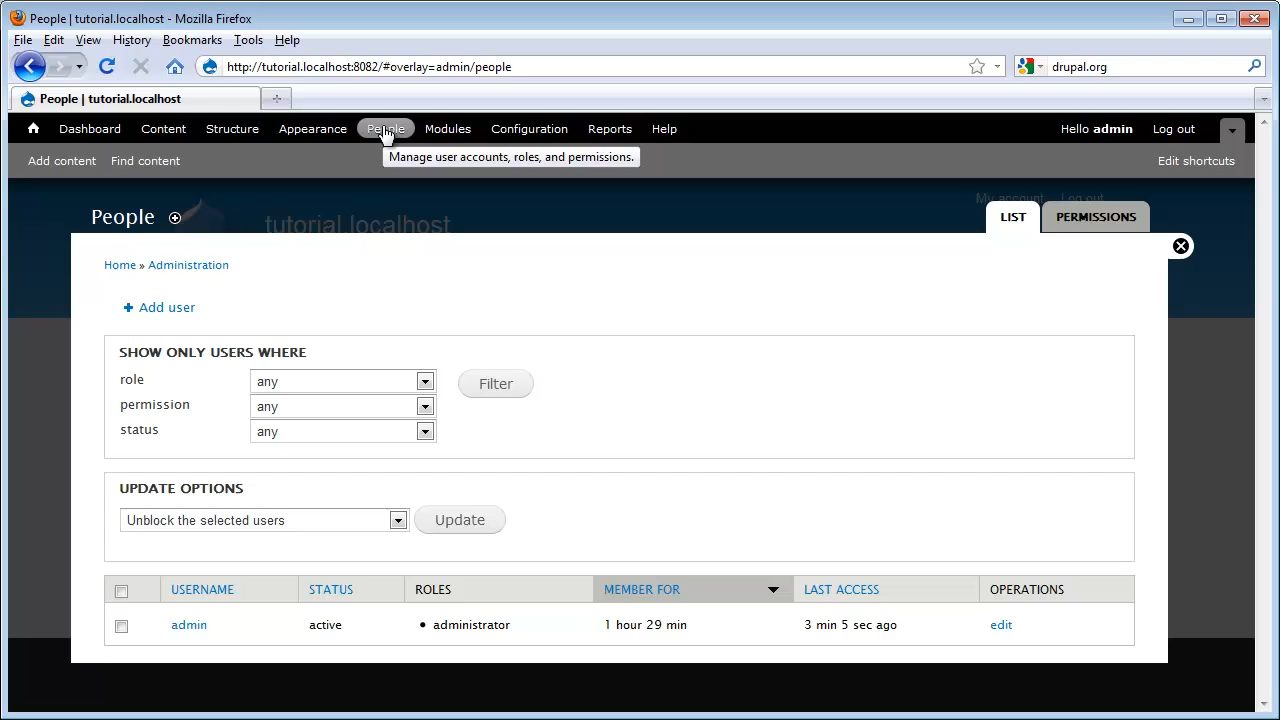 People | tutorial.localhost - Mozilla Firefox
File Edit View History Bookmarks Tools Help
http://tutorial.localhost:8082/#overlay=admin/people drupal.org
People | tutorial.localhost
Dashboard Content Structure Appearance People Modules Configuration Reports Help Hello admin Log out
Manage user accounts, roles, and permissions.
Add content Find content Edit shortcuts
My account Log out
People tutorial.localhost LIST PERMISSIONS
Home » Administration
+ Add user
SHOW ONLY USERS WHERE
role any Filter
permission any
status any
UPDATE OPTIONS
Unblock the selected users Update
USERNAME STATUS ROLES MEMBER FOR LAST ACCESS OPERATIONS
admin active • administrator 1 hour 29 min 3 min 5 sec ago edit